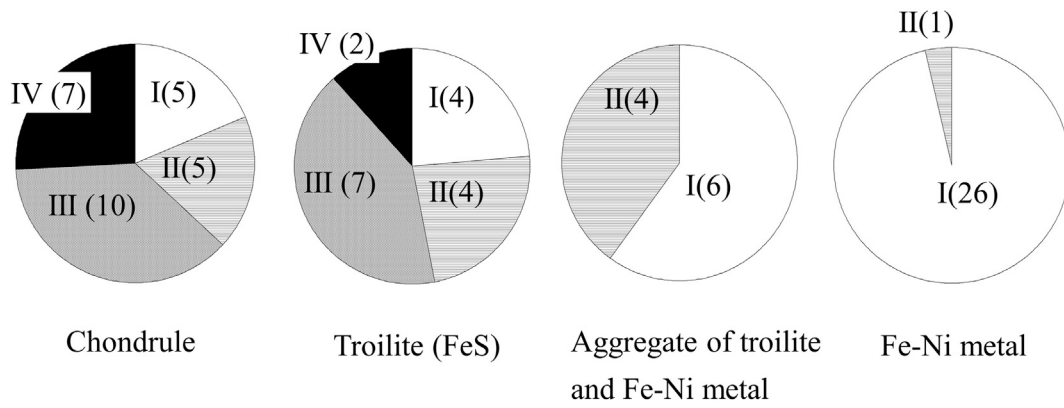 IV (7)
I(5)
II(5)
III (10)
Chondrule
IV (2)
I(4)
II(4)
III (7)
Troilite (FeS)
II(4)
I(6)
Aggregate of troilite
and Fe-Ni metal
II(1)
I(26)
Fe-Ni metal